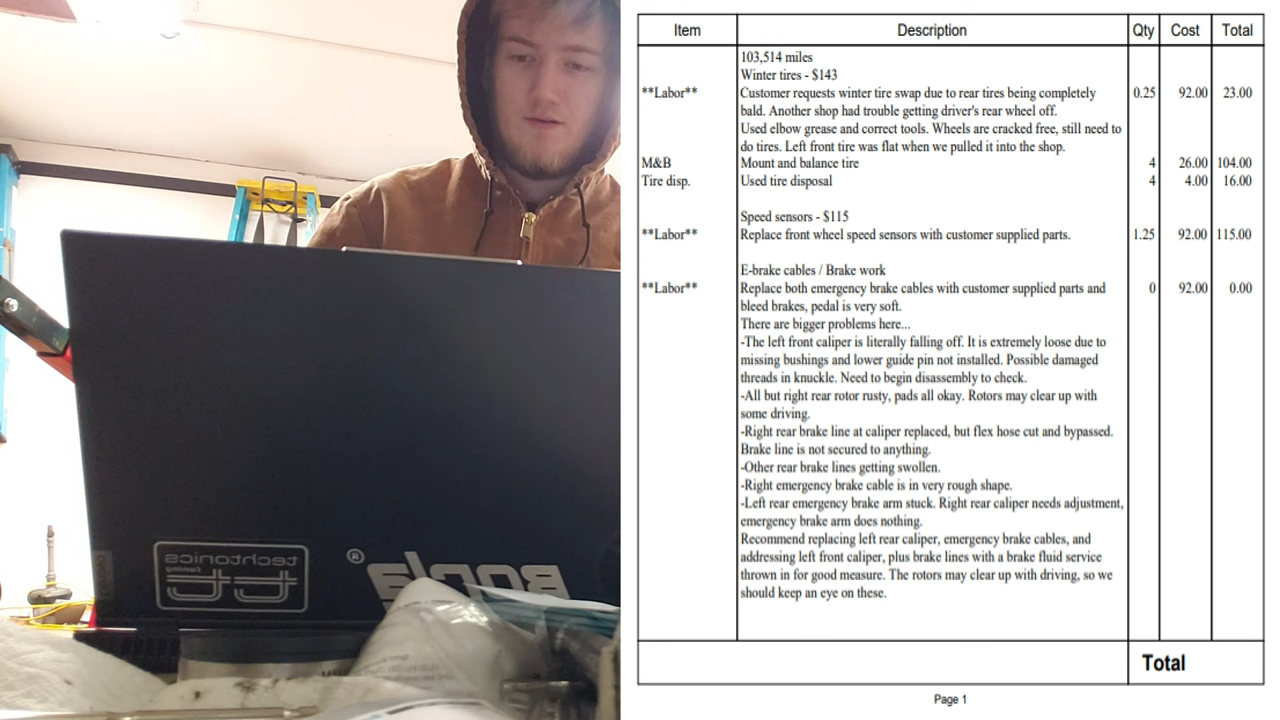 techtonics
tuning
tt
BORLA®
Item Description Qty Cost Total
103,514 miles
Winter tires - $143
**Labor** Customer requests winter tire swap due to rear tires being completely 0.25 92.00 23.00
bald. Another shop had trouble getting driver's rear wheel off.
Used elbow grease and correct tools. Wheels are cracked free, still need to
do tires. Left front tire was flat when we pulled it into the shop.
M&B Mount and balance tire 4 26.00 104.00
Tire disp. Used tire disposal 4 4.00 16.00
Speed sensors - $115
**Labor** Replace front wheel speed sensors with customer supplied parts. 1.25 92.00 115.00
E-brake cables / Brake work
**Labor** Replace both emergency brake cables with customer supplied parts and 0 92.00 0.00
bleed brakes, pedal is very soft.
There are bigger problems here...
-The left front caliper is literally falling off. It is extremely loose due to
missing bushings and lower guide pin not installed. Possible damaged
threads in knuckle. Need to begin disassembly to check.
-All but right rear rotor rusty, pads all okay. Rotors may clear up with
some driving.
-Right rear brake line at caliper replaced, but flex hose cut and bypassed.
Brake line is not secured to anything.
-Other rear brake lines getting swollen.
-Right emergency brake cable is in very rough shape.
-Left rear emergency brake arm stuck. Right rear caliper needs adjustment,
emergency brake arm does nothing.
Recommend replacing left rear caliper, emergency brake cables, and
addressing left front caliper, plus brake lines with a brake fluid service
thrown in for good measure. The rotors may clear up with driving, so we
should keep an eye on these.
Total
Page 1